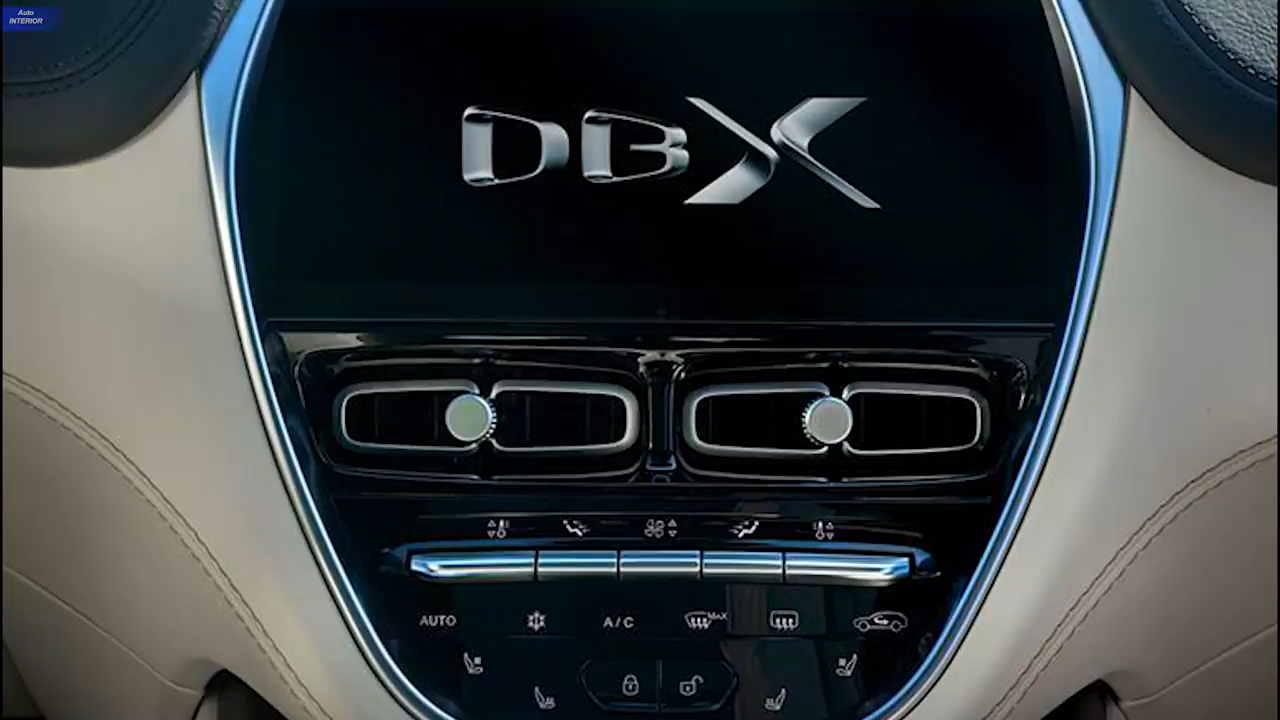 Auto
INTERIOR
DBX
AUTO
A/C
MAX